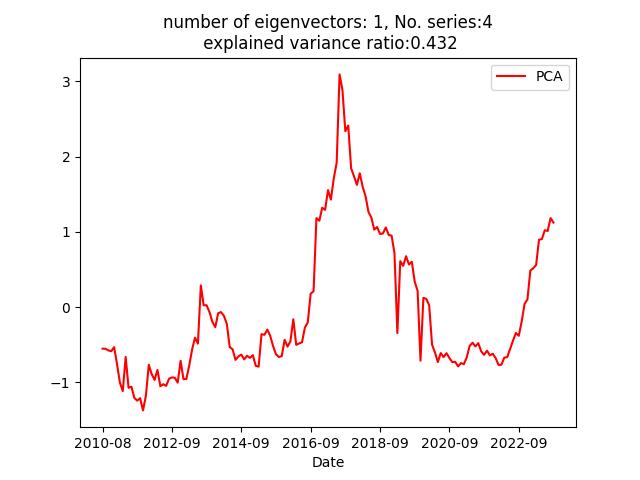 number of eigenvectors: 1, No. series:4
explained variance ratio:0.432
PCA
3
2
1
0
−1
2010-08 2012-09 2014-09 2016-09 2018-09 2020-09 2022-09
Date